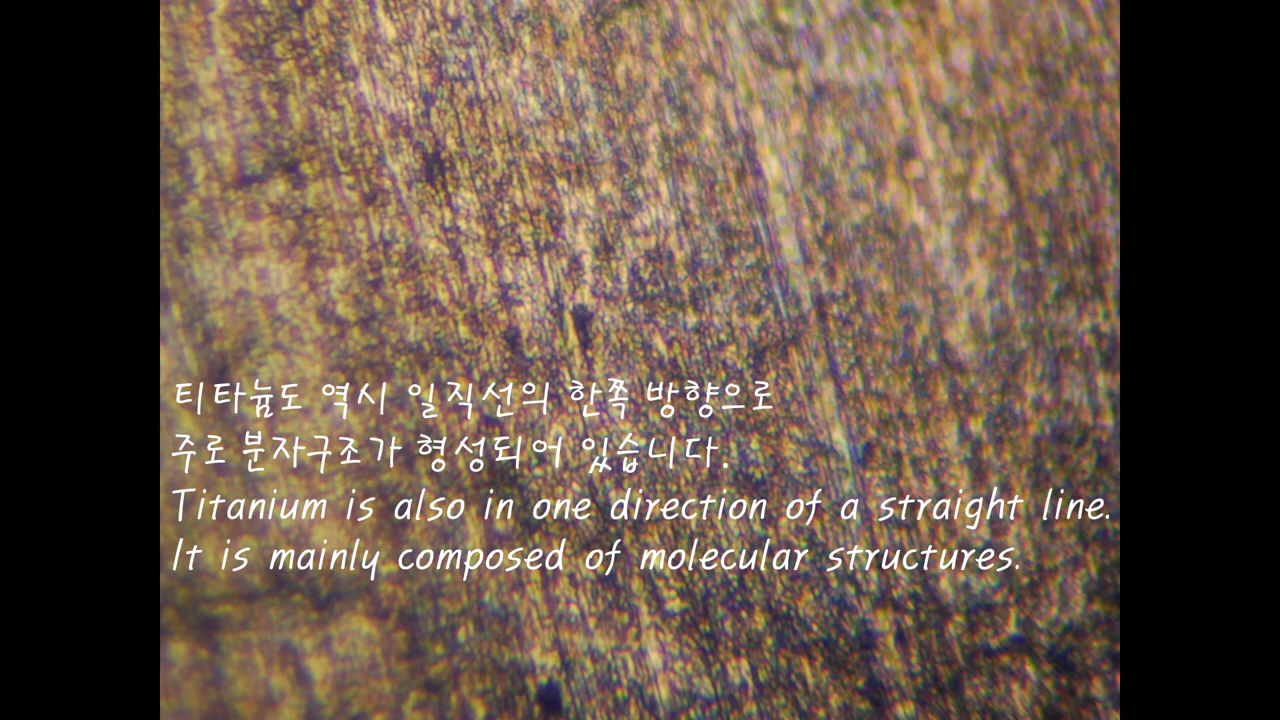 티타늄도 역시 일직선의 한쪽 방향으로
주로 분자구조가 형성되어 있습니다.
Titanium is also in one direction of a straight line.
It is mainly composed of molecular structures.